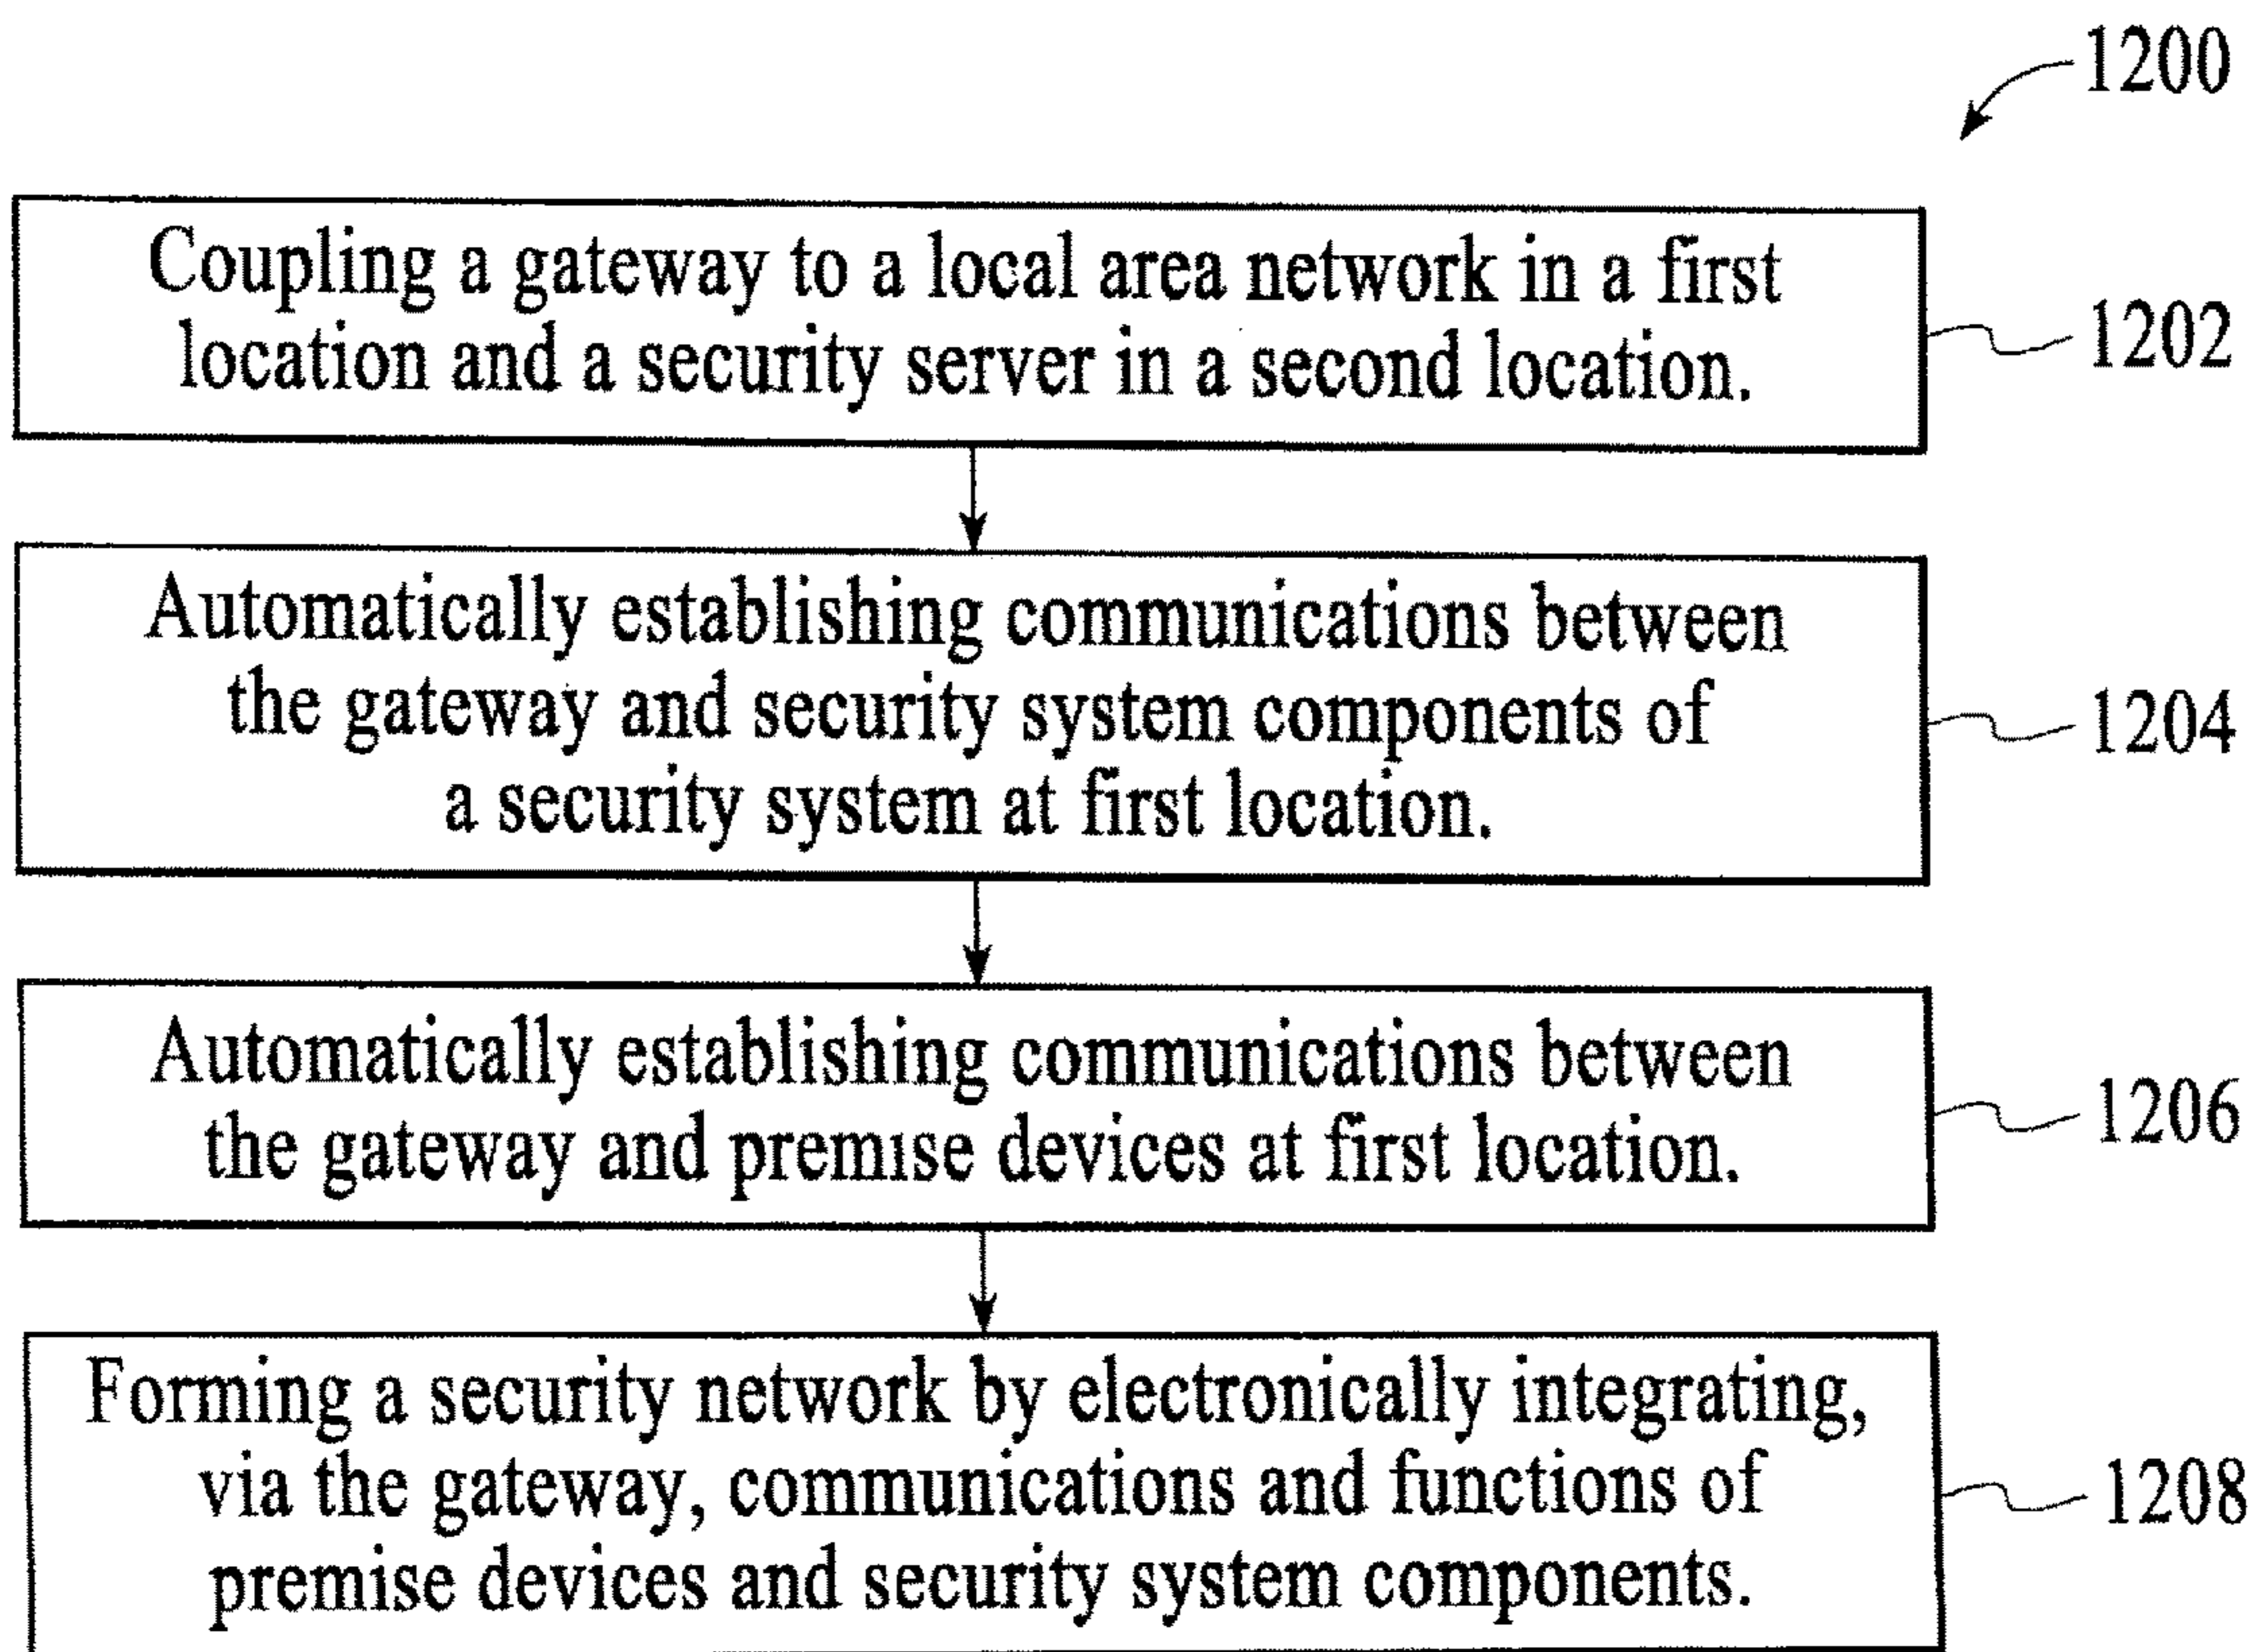 1200
Coupling a gateway to a local area network in a first
location and a security server in a second location.
1202
Automatically establishing communications between
the gateway and security system components of
a security system at first location.
1204
Automatically establishing communications between
the gateway and premise devices at first location.
1206
Forming a security network by electronically integrating,
via the gateway, communications and functions of
premise devices and security system components.
1208